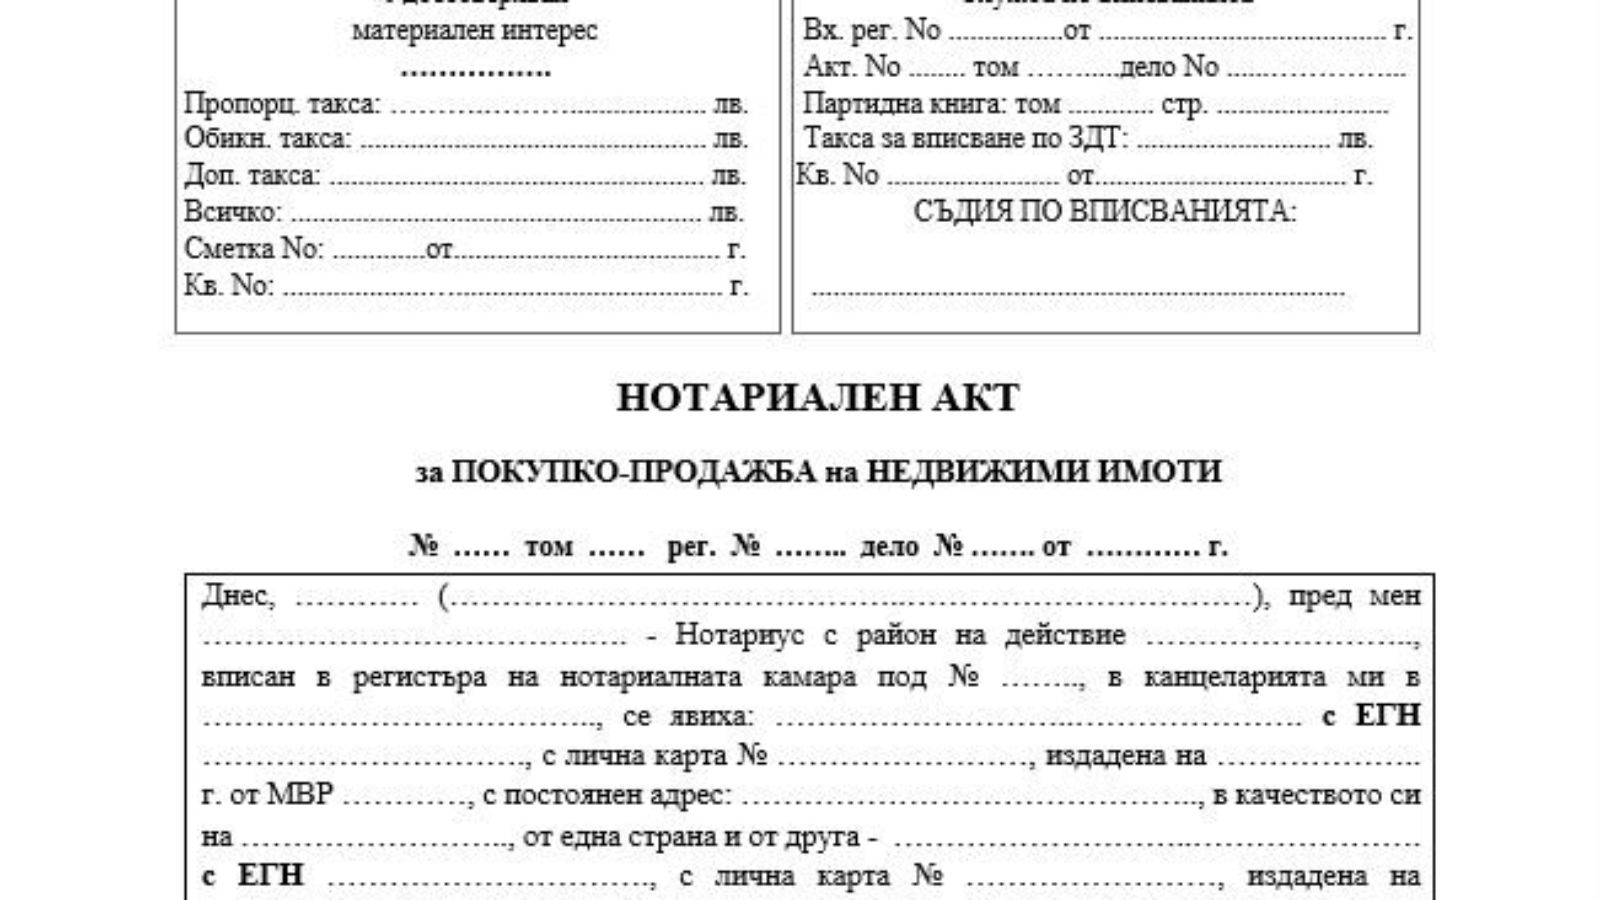 материален интерес
................
Пропорц. такса: ........................................ лв.
Обикн. такса: ................................................ лв.
Доп. такса: .................................................... лв.
Всичко: ......................................................... лв.
Сметка No: .............от..................................... г.
Кв. No: ............................................................. г.
Вх. рег. No ................от ........................................ г.
Акт. No ........ том .............дело No ........................
Партидна книга: том ............ стр. ........................
Такса за вписване по ЗДТ: ........................... лв.
Кв. No ........................ от................................... г.
СЪДИЯ ПО ВПИСВАНИЯТА:
...........................................................................
НОТАРИАЛЕН АКТ
за ПОКУПКО-ПРОДАЖБА на НЕДВИЖИМИ ИМОТИ
№ ...... том ...... рег. № ........ дело № ....... от ............ г.
Днес, ............ (....................................................................................), пред мен
............................................ - Нотариус с район на действие ............................,
вписан в регистъра на нотариалната камара под № ........, в канцеларията ми в
........................................., се явиха: ...................................................... с ЕГН
.................................., с лична карта № .........................., издадена на .....................
г. от МВР ............, с постоянен адрес: ..............................................., в качеството си
на ..........................., от една страна и от друга - ......................................................
с ЕГН ................................, с лична карта № .........................., издадена на